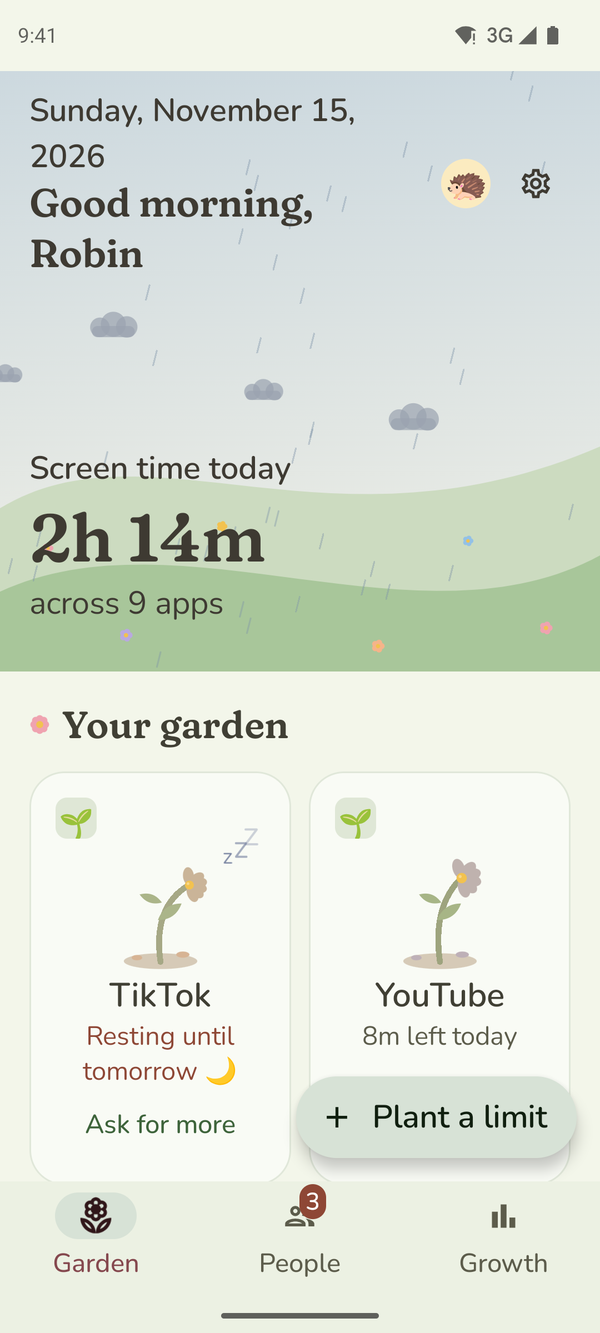 9:41
3G
Sunday, November 15,
2026
Good morning,
Robin
Screen time today
2h 14m
across 9 apps
Your garden
z z Z
TikTok
Resting until
tomorrow 🌙
Ask for more
YouTube
8m left today
+ Plant a limit
3
Garden
People
Growth